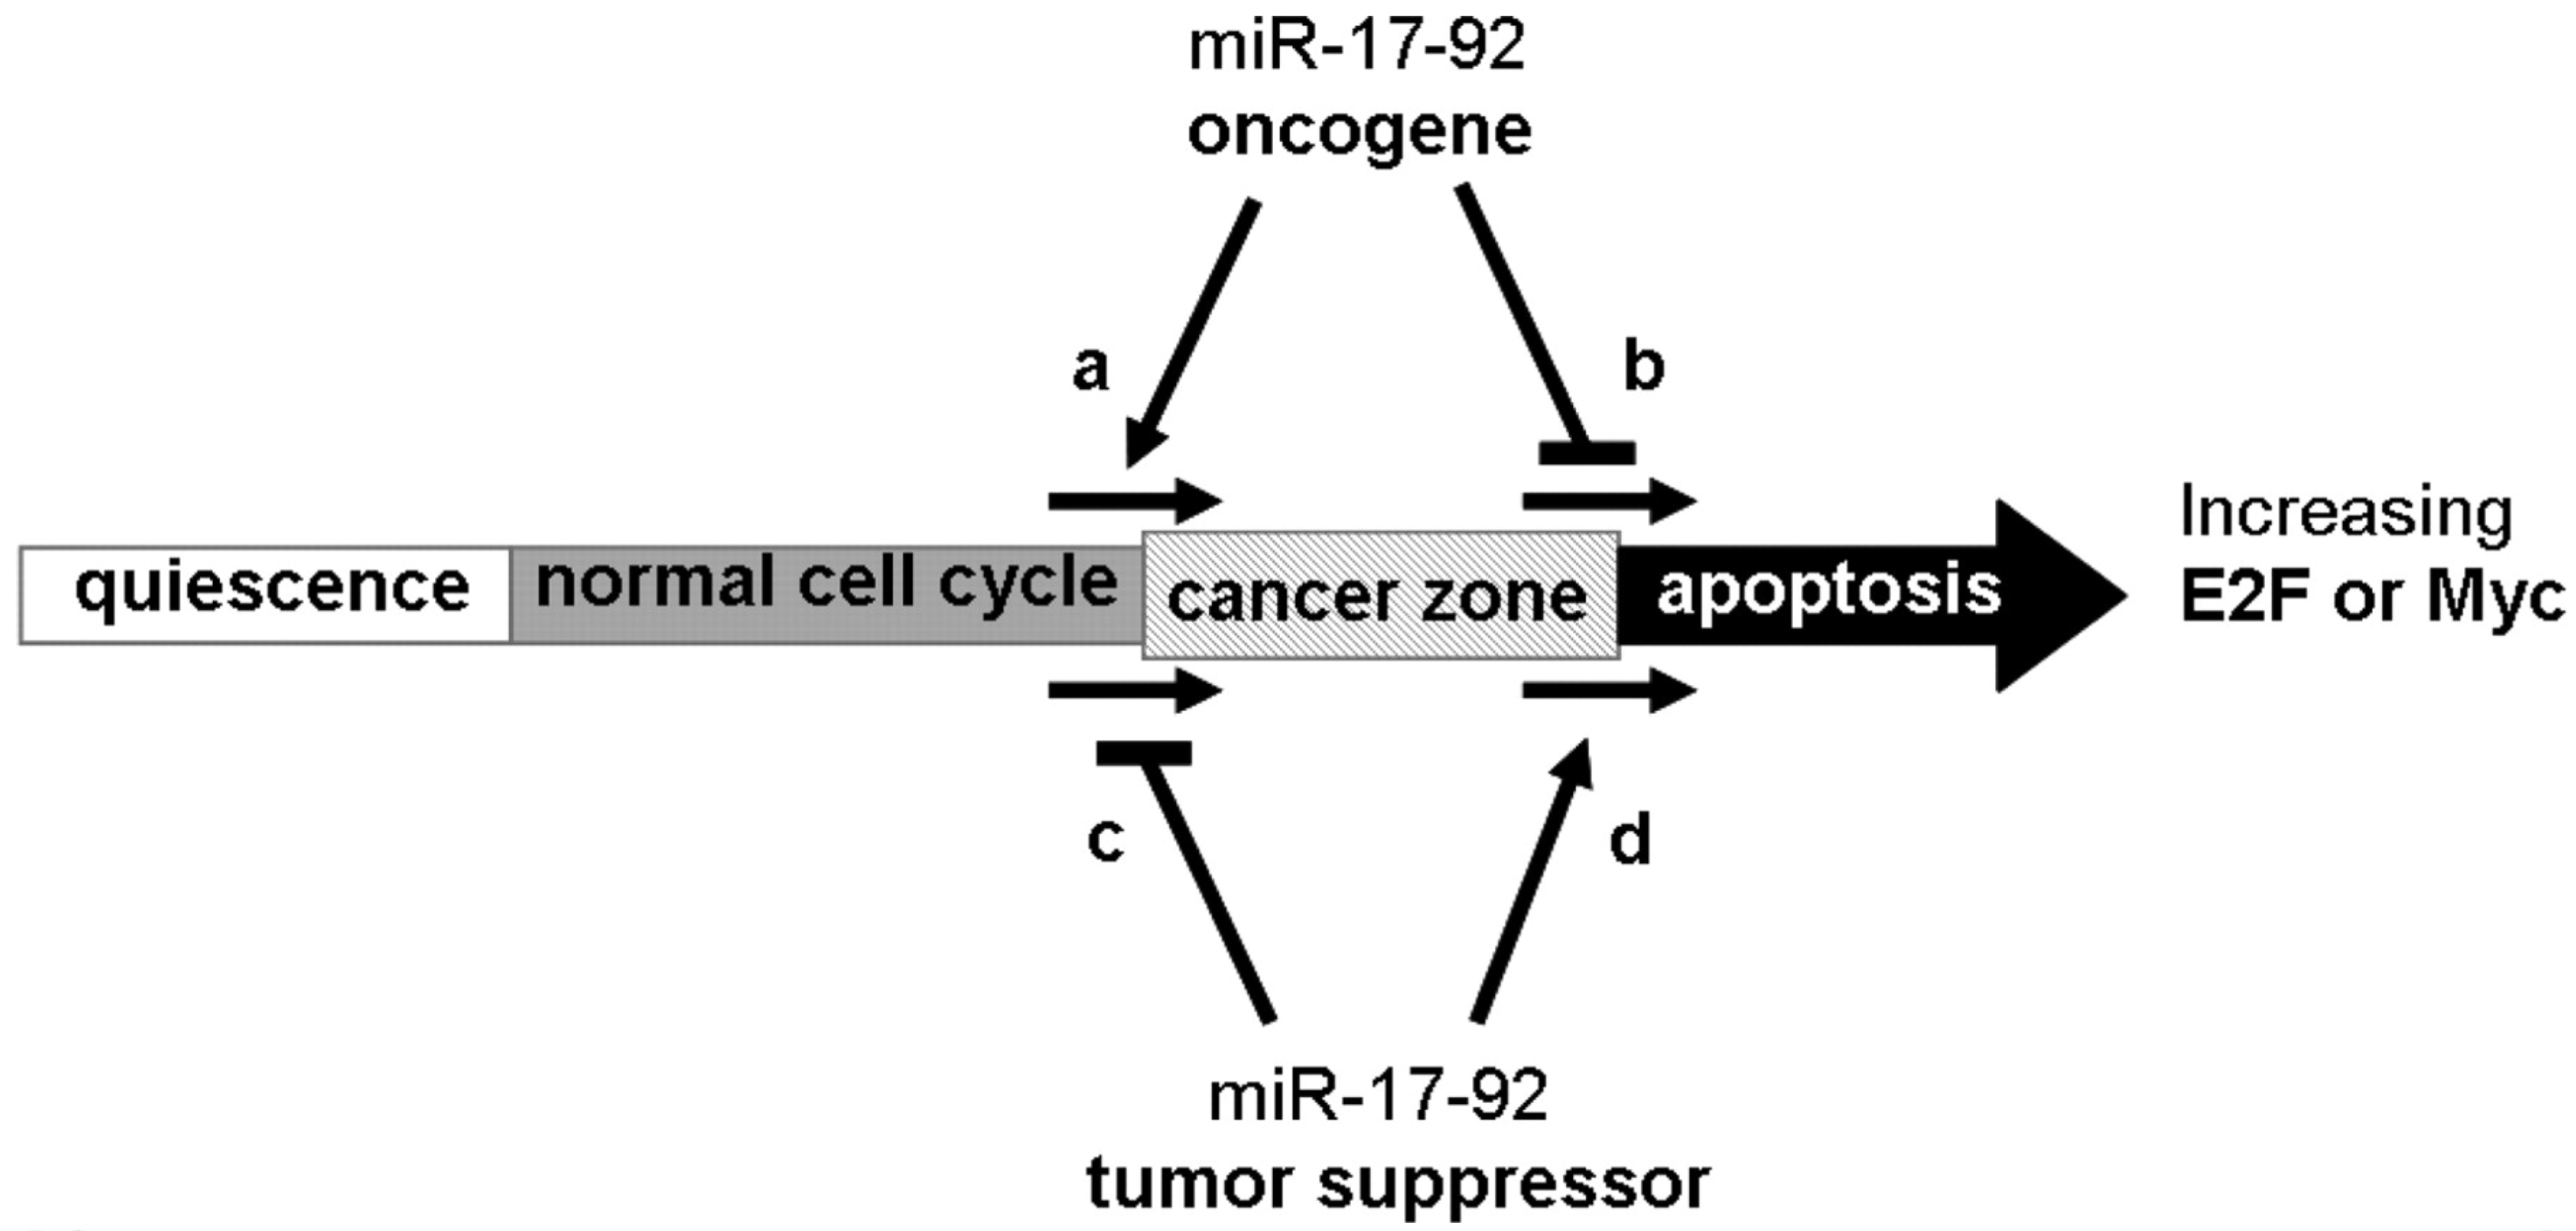 miR-17-92
oncogene
a
b
quiescence
normal cell cycle
cancer zone
apoptosis
Increasing
E2F or Myc
c
d
miR-17-92
tumor suppressor